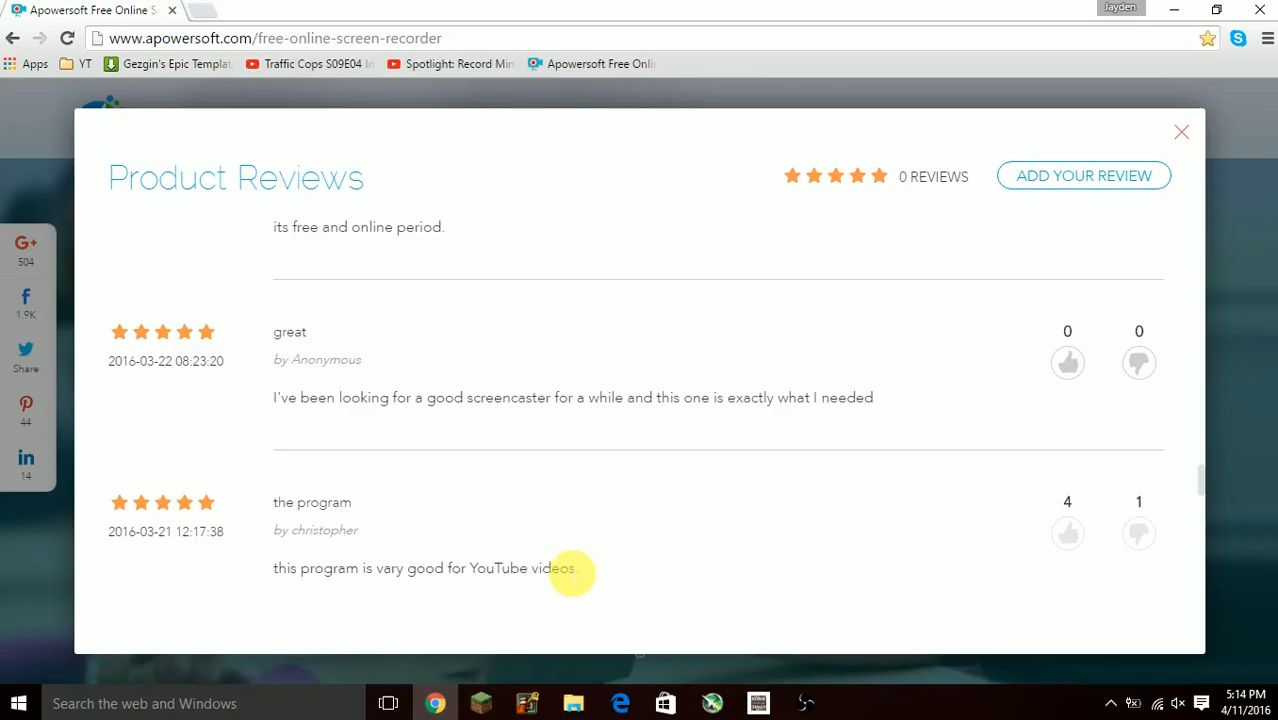 Apowersoft Free Online S
Jayden
www.apowersoft.com/free-online-screen-recorder
Apps
YT
Gezgin's Epic Templat
Traffic Cops S09E04 In
Spotlight: Record Min
Apowersoft Free Onli
Product Reviews
0 REVIEWS
ADD YOUR REVIEW
its free and online period.
504
1.9K
Share
44
14
great
0
0
2016-03-22 08:23:20
by Anonymous
I've been looking for a good screencaster for a while and this one is exactly what I needed
the program
4
1
2016-03-21 12:17:38
by christopher
this program is vary good for YouTube videos.
Search the web and Windows
5:14 PM
4/11/2016